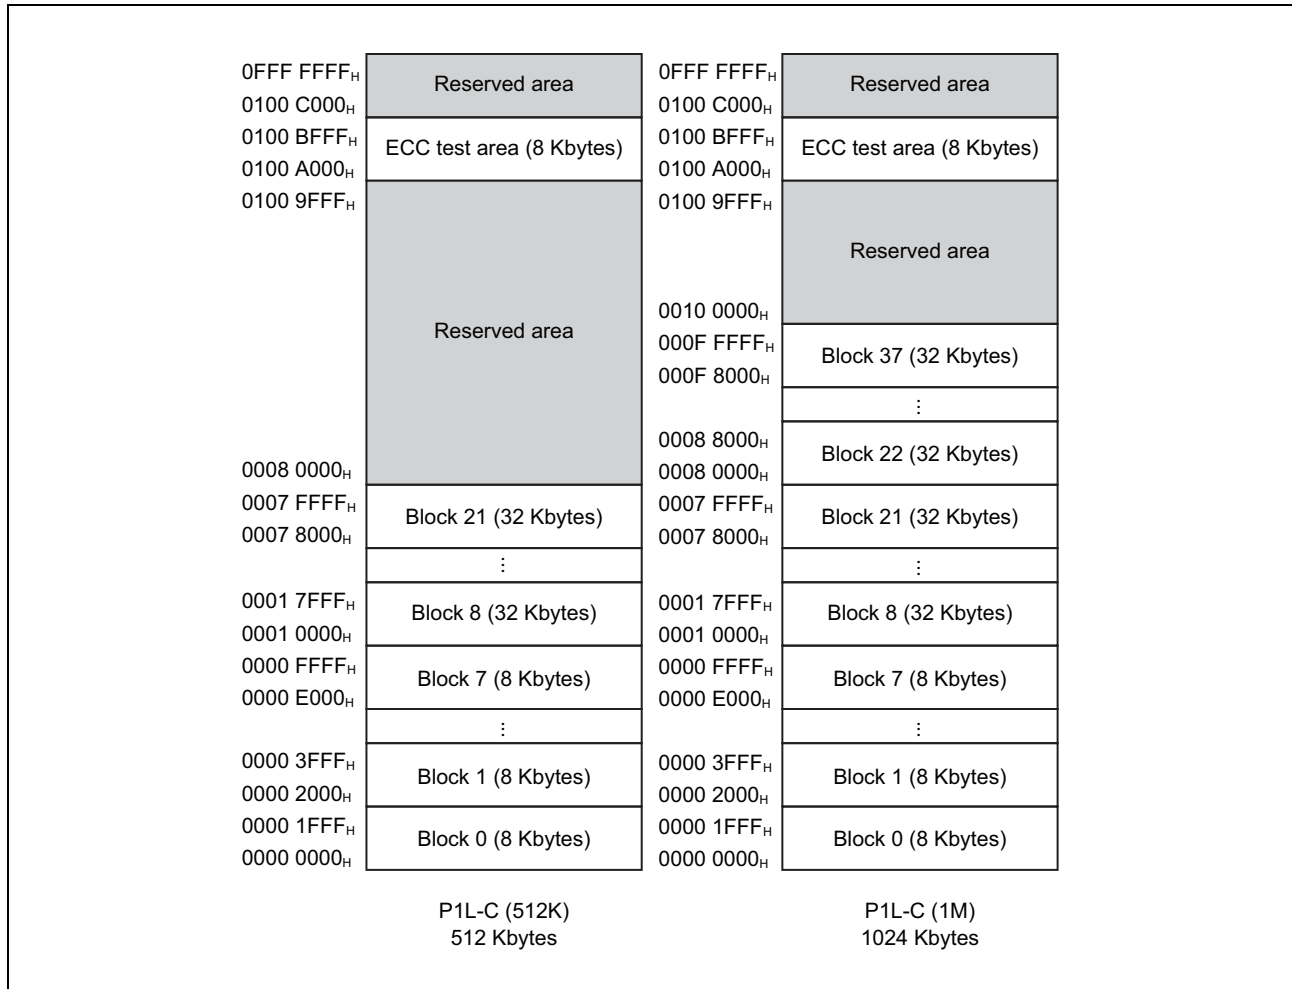 0FFF FFFFH
0100 C000H
0100 BFFFH
0100 A000H
0100 9FFFH
0008 0000H
0007 FFFFH
0007 8000H
0001 7FFFH
0001 0000H
0000 FFFFH
0000 E000H
0000 3FFFH
0000 2000H
0000 1FFFH
0000 0000H
Reserved area
ECC test area (8 Kbytes)
Reserved area
Block 21 (32 Kbytes)
⋮
Block 8 (32 Kbytes)
Block 7 (8 Kbytes)
⋮
Block 1 (8 Kbytes)
Block 0 (8 Kbytes)
P1L-C (512K)
512 Kbytes
0FFF FFFFH
0100 C000H
0100 BFFFH
0100 A000H
0100 9FFFH
0010 0000H
000F FFFFH
000F 8000H
0008 8000H
0008 0000H
0007 FFFFH
0007 8000H
0001 7FFFH
0001 0000H
0000 FFFFH
0000 E000H
0000 3FFFH
0000 2000H
0000 1FFFH
0000 0000H
Reserved area
ECC test area (8 Kbytes)
Reserved area
Block 37 (32 Kbytes)
⋮
Block 22 (32 Kbytes)
Block 21 (32 Kbytes)
⋮
Block 8 (32 Kbytes)
Block 7 (8 Kbytes)
⋮
Block 1 (8 Kbytes)
Block 0 (8 Kbytes)
P1L-C (1M)
1024 Kbytes